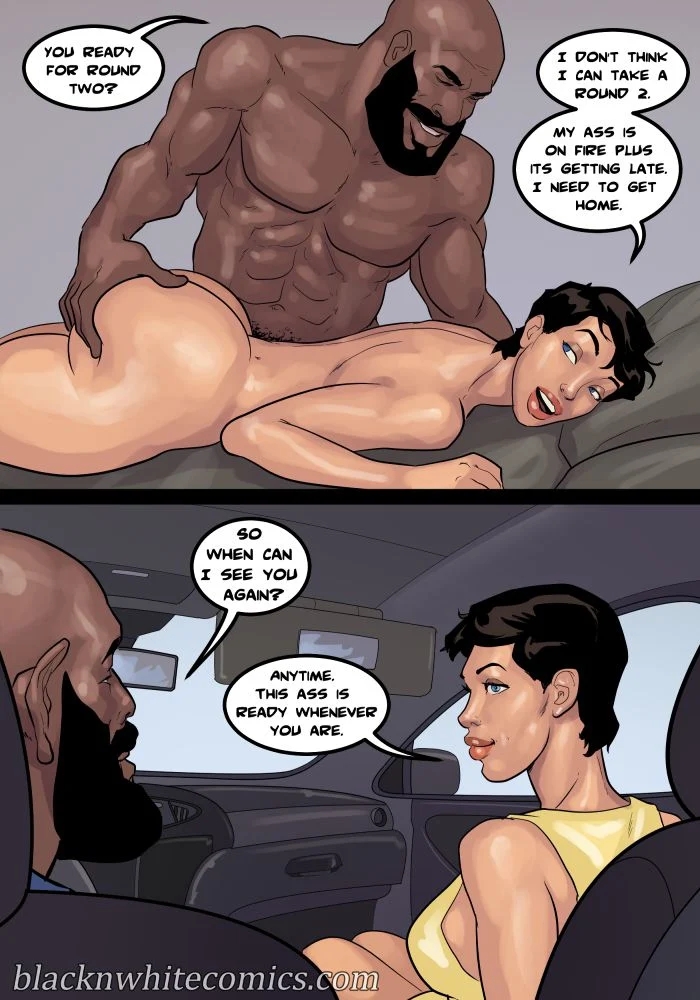 YOU READY
FOR ROUND
TWO?
I DON'T THINK
I CAN TAKE A
ROUND 2.
MY ASS IS
ON FIRE PLUS
ITS GETTING LATE.
I NEED TO GET
HOME.
SO
WHEN CAN
I SEE YOU
AGAIN?
ANYTIME.
THIS ASS IS
READY WHENEVER
YOU ARE.
blacknwhitecomics.com